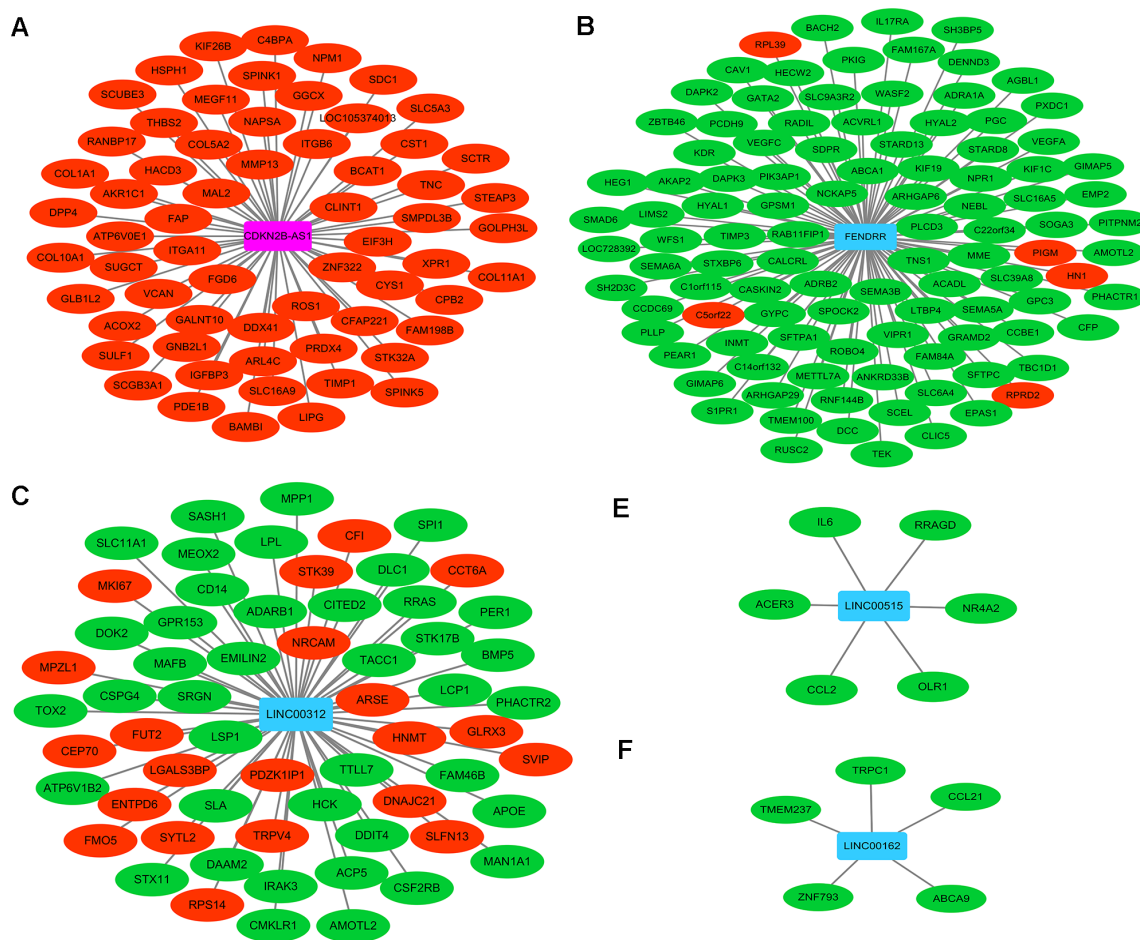 A
C4BPA
KIF26B
NPM1
HSPH1
SPINK1
SDC1
SCUBE3
MEGF11
GGCX
SLC5A3
THBS2
NAPSA
LOC105374013
RANBP17
COL5A2
ITGB6
CST1
COL1A1
HACD3
MMP13
BCAT1
SCTR
AKR1C1
MAL2
TNC
STEAP3
DPP4
FAP
CLINT1
SMPDL3B
GOLPH3L
ATP6V0E1
CDKN2B-AS1
EIF3H
COL10A1
ITGA11
XPR1
SUGCT
ZNF322
COL11A1
GLB1L2
VCAN
FGD6
CYS1
CPB2
ACOX2
GALNT10
ROS1
CFAP221
FAM198B
SULF1
GNB2L1
DDX41
PRDX4
STK32A
SCGB3A1
IGFBP3
ARL4C
TIMP1
SPINK5
PDE1B
SLC16A9
LIPG
BAMBI
B
BACH2
IL17RA
SH3BP5
RPL39
PKIG
FAM167A
DENND3
CAV1
HECW2
AGBL1
DAPK2
GATA2
SLC9A3R2
WASF2
ADRA1A
PXDC1
ZBTB46
PCDH9
RADIL
ACVRL1
HYAL2
PGC
VEGFA
KDR
VEGFC
SDPR
STARD13
STARD8
GIMAP5
HEG1
AKAP2
DAPK3
PIK3AP1
ABCA1
KIF19
NPR1
KIF1C
EMP2
SMAD6
LIMS2
HYAL1
GPSM1
NCKAP5
ARHGAP6
NEBL
SLC16A5
PITPNM2
LOC728392
WFS1
TIMP3
RAB11FIP1
FENDRR
PLCD3
C22orf34
SOGA3
AMOTL2
SEMA6A
STXBP6
CALCRL
TNS1
MME
PIGM
HN1
SH2D3C
C1orf115
CASKIN2
ADRB2
SEMA3B
ACADL
SLC39A8
PHACTR1
CCDC69
C5orf22
GYPC
SPOCK2
LTBP4
SEMA5A
GPC3
CFP
PLLP
INMT
SFTPA1
VIPR1
GRAMD2
CCBE1
PEAR1
C14orf132
ROBO4
FAM84A
TBC1D1
GIMAP6
METTL7A
ANKRD33B
SFTPC
RPRD2
S1PR1
ARHGAP29
RNF144B
SLC6A4
EPAS1
TMEM100
DCC
SCEL
CLIC5
RUSC2
TEK
C
MPP1
SASH1
SPI1
SLC11A1
MEOX2
LPL
CFI
DLC1
CCT6A
MKI67
CD14
STK39
RRAS
DOK2
GPR153
ADARB1
CITED2
PER1
MPZL1
MAFB
EMILIN2
NRCAM
STK17B
TACC1
BMP5
TOX2
CSPG4
SRGN
ARSE
LCP1
PHACTR2
LINC00312
CEP70
FUT2
LSP1
HNMT
GLRX3
SVIP
ATP6V1B2
LGALS3BP
PDZK1IP1
TTLL7
FAM46B
ENTPD6
SLA
HCK
DNAJC21
APOE
FMO5
SYTL2
TRPV4
DDIT4
SLFN13
MAN1A1
STX11
DAAM2
IRAK3
ACP5
CSF2RB
RPS14
CMKLR1
AMOTL2
E
IL6
RRAGD
ACER3
LINC00515
NR4A2
CCL2
OLR1
F
TRPC1
TMEM237
CCL21
LINC00162
ZNF793
ABCA9